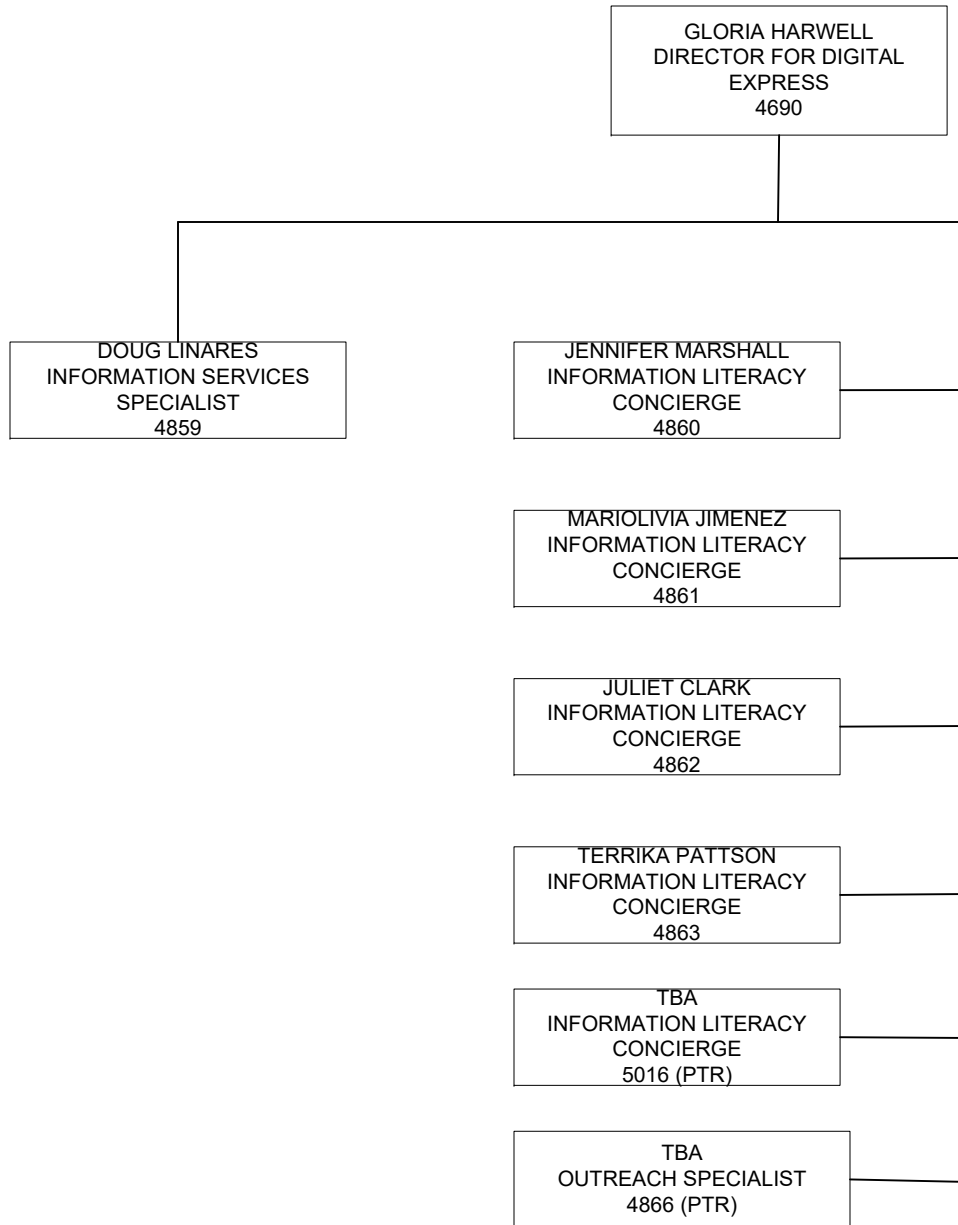 GLORIA HARWELL
DIRECTOR FOR DIGITAL
EXPRESS
4690
DOUG LINARES
INFORMATION SERVICES
SPECIALIST
4859
JENNIFER MARSHALL
INFORMATION LITERACY
CONCIERGE
4860
MARIOLIVIA JIMENEZ
INFORMATION LITERACY
CONCIERGE
4861
JULIET CLARK
INFORMATION LITERACY
CONCIERGE
4862
TERRIKA PATTSON
INFORMATION LITERACY
CONCIERGE
4863
TBA
INFORMATION LITERACY
CONCIERGE
5016 (PTR)
TBA
OUTREACH SPECIALIST
4866 (PTR)